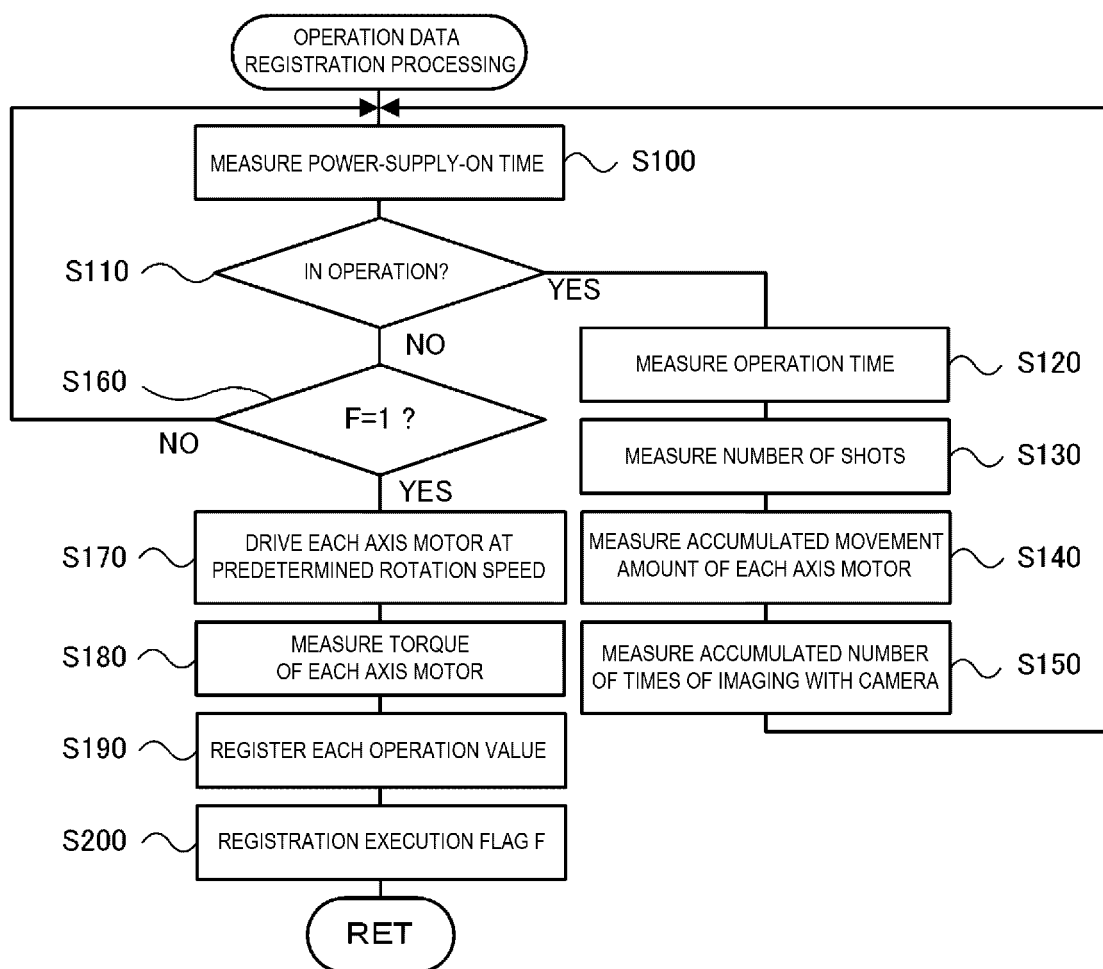 OPERATION DATA
REGISTRATION PROCESSING
MEASURE POWER-SUPPLY-ON TIME
S100
S110
IN OPERATION?
YES
NO
MEASURE OPERATION TIME
S120
S160
F=1 ?
NO
YES
MEASURE NUMBER OF SHOTS
S130
S170
DRIVE EACH AXIS MOTOR AT
PREDETERMINED ROTATION SPEED
MEASURE ACCUMULATED MOVEMENT
AMOUNT OF EACH AXIS MOTOR
S140
S180
MEASURE TORQUE
OF EACH AXIS MOTOR
MEASURE ACCUMULATED NUMBER
OF TIMES OF IMAGING WITH CAMERA
S150
S190
REGISTER EACH OPERATION VALUE
S200
REGISTRATION EXECUTION FLAG F
RET